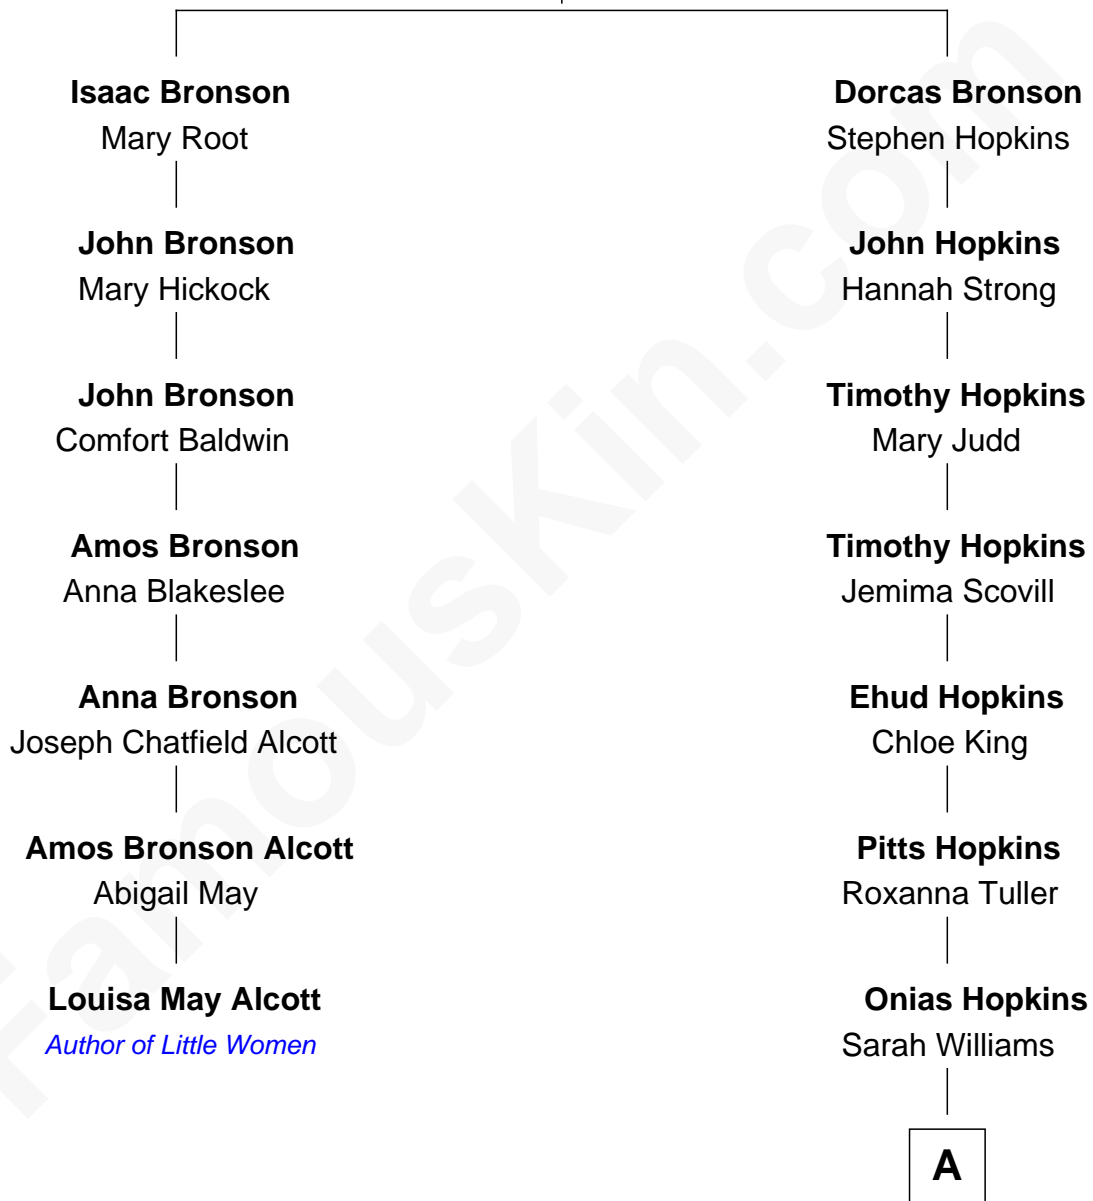 Isaac Bronson
Mary Root
John Bronson
Mary Hickock
John Bronson
Comfort Baldwin
Amos Bronson
Anna Blakeslee
Anna Bronson
Joseph Chatfield Alcott
Amos Bronson Alcott
Abigail May
Louisa May Alcott
Author of Little Women
Dorcas Bronson
Stephen Hopkins
John Hopkins
Hannah Strong
Timothy Hopkins
Mary Judd
Timothy Hopkins
Jemima Scovill
Ehud Hopkins
Chloe King
Pitts Hopkins
Roxanna Tuller
Onias Hopkins
Sarah Williams
A
FamousKin.com